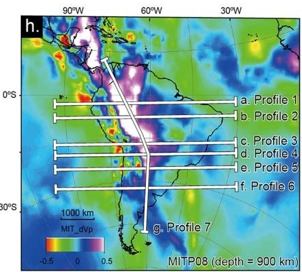 h.
90°W 60°W 30°W
0°S
a. Profile 1
b. Profile 2
c. Profile 3
d. Profile 4
e. Profile 5
f. Profile 6
30°S
1000 km
MIT_dVp
g. Profile 7
-0.5 0.5
MITP08 (depth = 900 km)